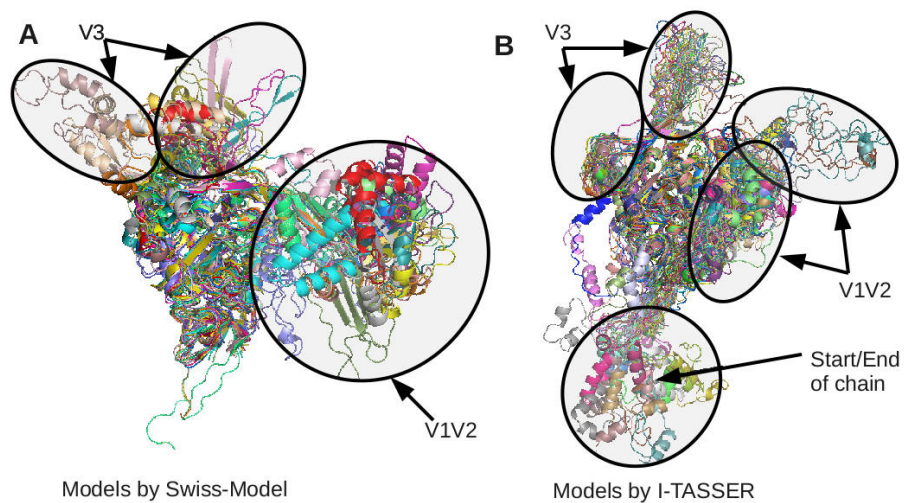 A
V3
V1V2
Models by Swiss-Model
B
V3
V1V2
Start/End
of chain
Models by I-TASSER